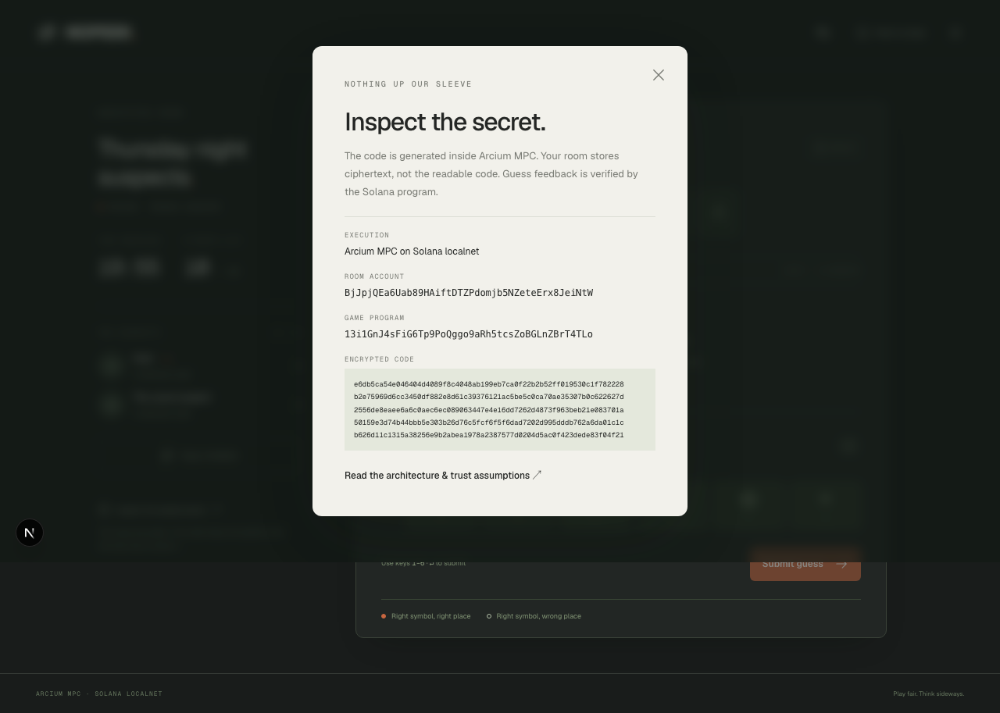 NOTHING UP OUR SLEEVE
Inspect the secret.
The code is generated inside Arcium MPC. Your room stores
ciphertext, not the readable code. Guess feedback is verified by
the Solana program.
EXECUTION
Arcium MPC on Solana localnet
ROOM ACCOUNT
BjJpjQEa6Uab89HAiftDTZPdomjb5NZeteErx8JeiNtW
GAME PROGRAM
13i1GnJ4sFiG6Tp9PoQggo9aRh5tcsZoBGLnZBrT4TLo
ENCRYPTED CODE
e6db5ca54e046404d4089f8c4048ab199eb7ca0f22b2b52ff019530c1f782228
b2e75969d6cc3450df882e8d61c39376121ac5be5c0ca70ae35307b0c622627d
2556de8eaee6a6c0aec6ec089063447e4e16dd7262d4873f963beb21e083701a
50159e3d74b44bbb5e303b26d76c5fcf6f5f6dad7202d995dddb762a6da01c1c
b626d11c1315a38256e9b2abea1978a2387577d0204d5ac0f423dede83f04f21
Read the architecture & trust assumptions ↗
Thursday night
suspects
N
Use keys 1–6 · ↵ to submit
Submit guess →
Right symbol, right place
Right symbol, wrong place
ARCIUM MPC · SOLANA LOCALNET
Play fair. Think sideways.